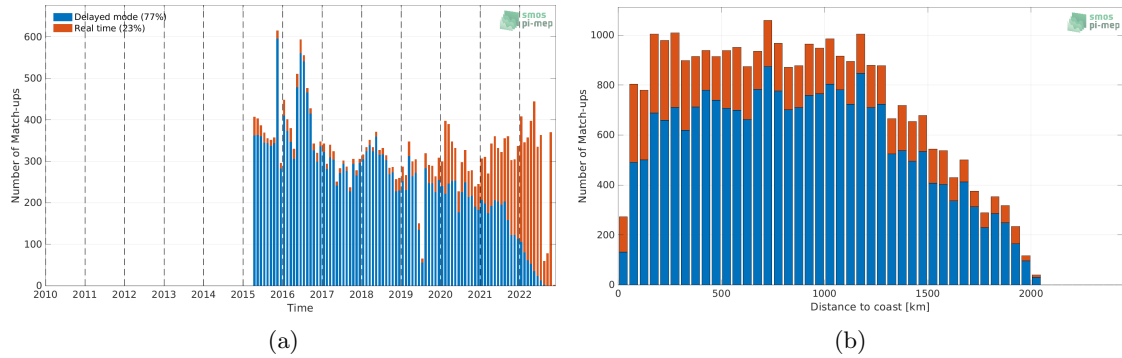 Delayed mode (77%)
Real time (23%)
smos
pi-mep
600
500
400
300
200
100
0
Number of Match-ups
2010 2011 2012 2013 2014 2015 2016 2017 2018 2019 2020 2021 2022
Time
(a)
smos
pi-mep
1000
800
600
400
200
0
Number of Match-ups
0 500 1000 1500 2000
Distance to coast [km]
(b)